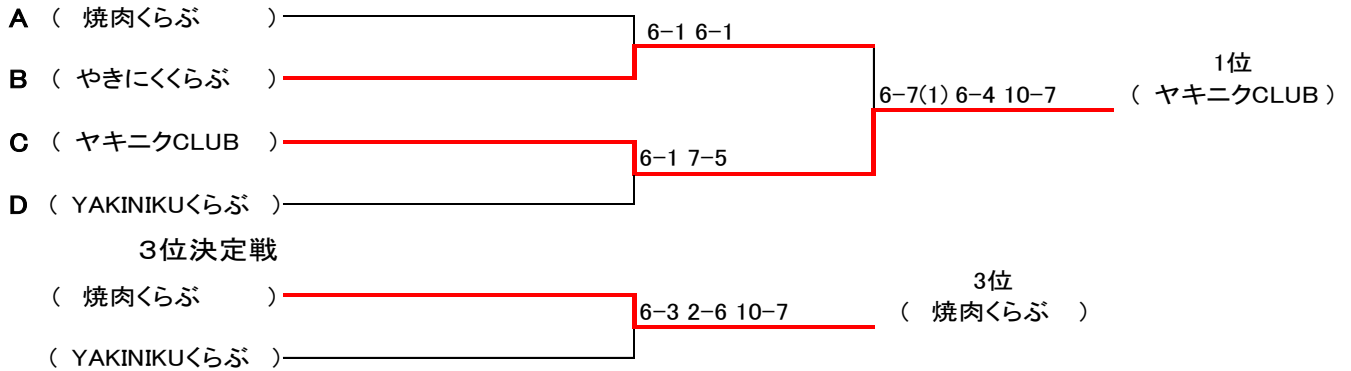 A （ 焼肉くらぶ ）
6-1 6-1
1位
B （ やきにくくらぶ ）
6-7(1) 6-4 10-7
（ ヤキニクCLUB ）
C （ ヤキニクCLUB ）
6-1 7-5
D （ YAKINIKUくらぶ ）
３位決定戦
3位
（ 焼肉くらぶ ）
6-3 2-6 10-7
（ 焼肉くらぶ ）
（ YAKINIKUくらぶ ）